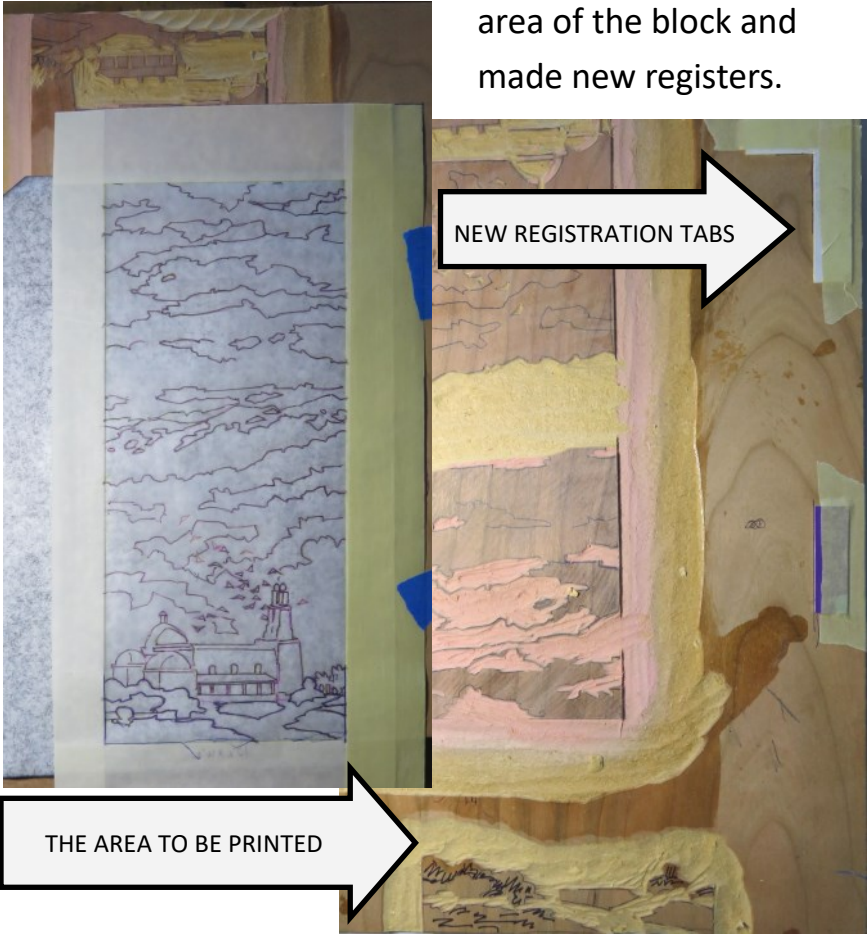 area of the block and
made new registers.
NEW REGISTRATION TABS
THE AREA TO BE PRINTED